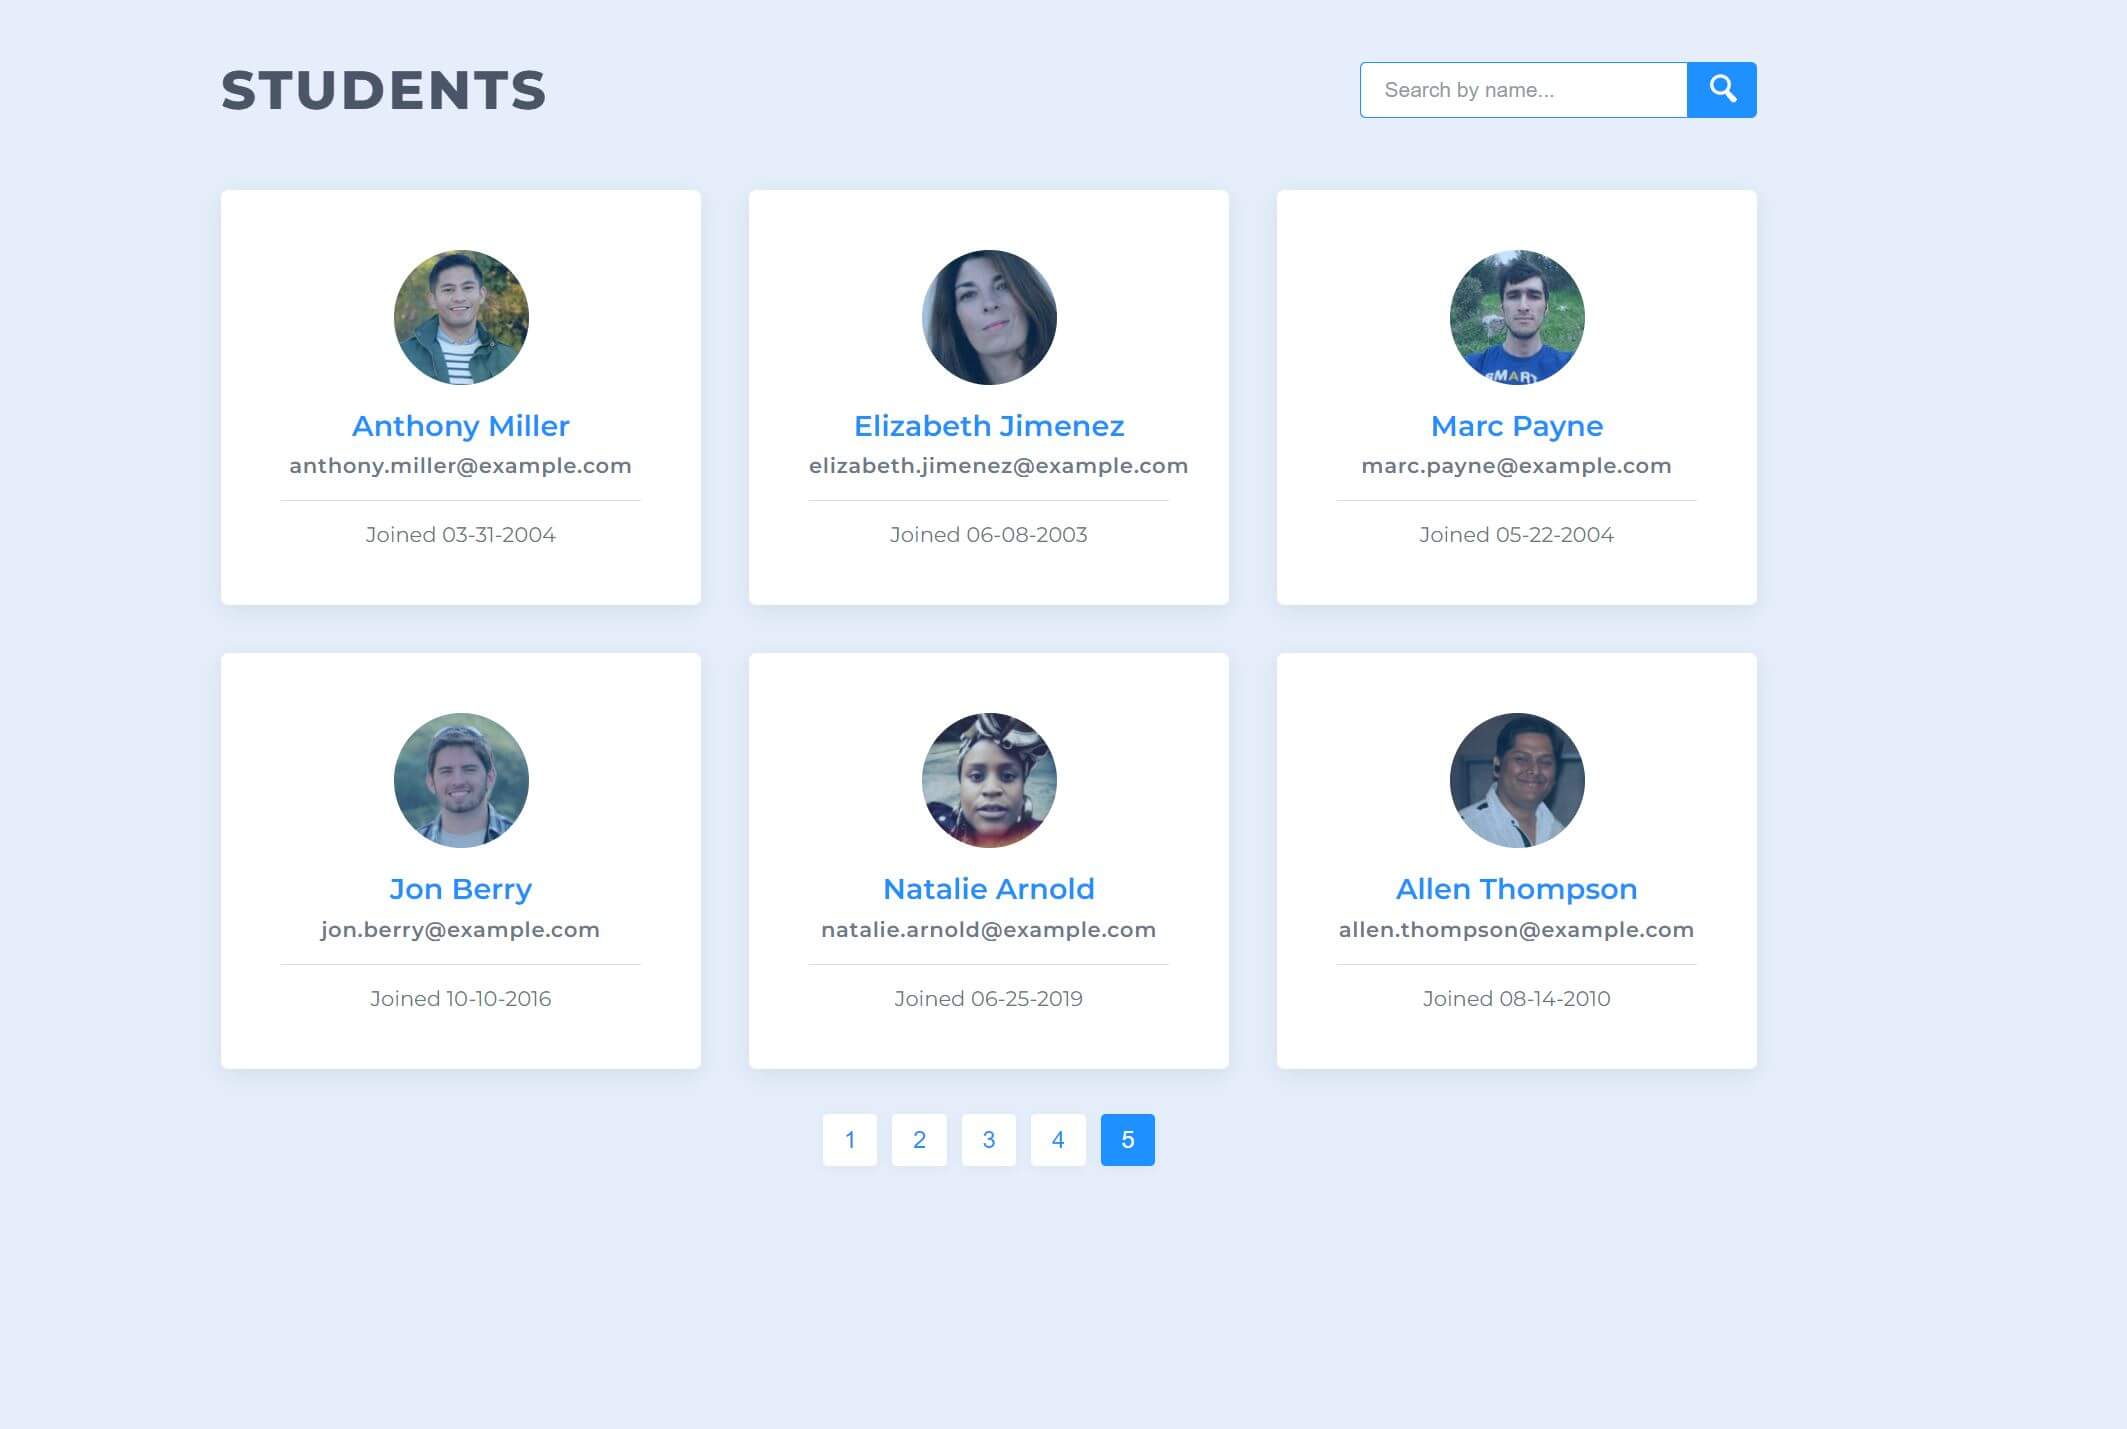 STUDENTS
Search by name...
Anthony Miller
anthony.miller@example.com
Joined 03-31-2004
Elizabeth Jimenez
elizabeth.jimenez@example.com
Joined 06-08-2003
SMART
Marc Payne
marc.payne@example.com
Joined 05-22-2004
Jon Berry
jon.berry@example.com
Joined 10-10-2016
Natalie Arnold
natalie.arnold@example.com
Joined 06-25-2019
Allen Thompson
allen.thompson@example.com
Joined 08-14-2010
1 2 3 4 5